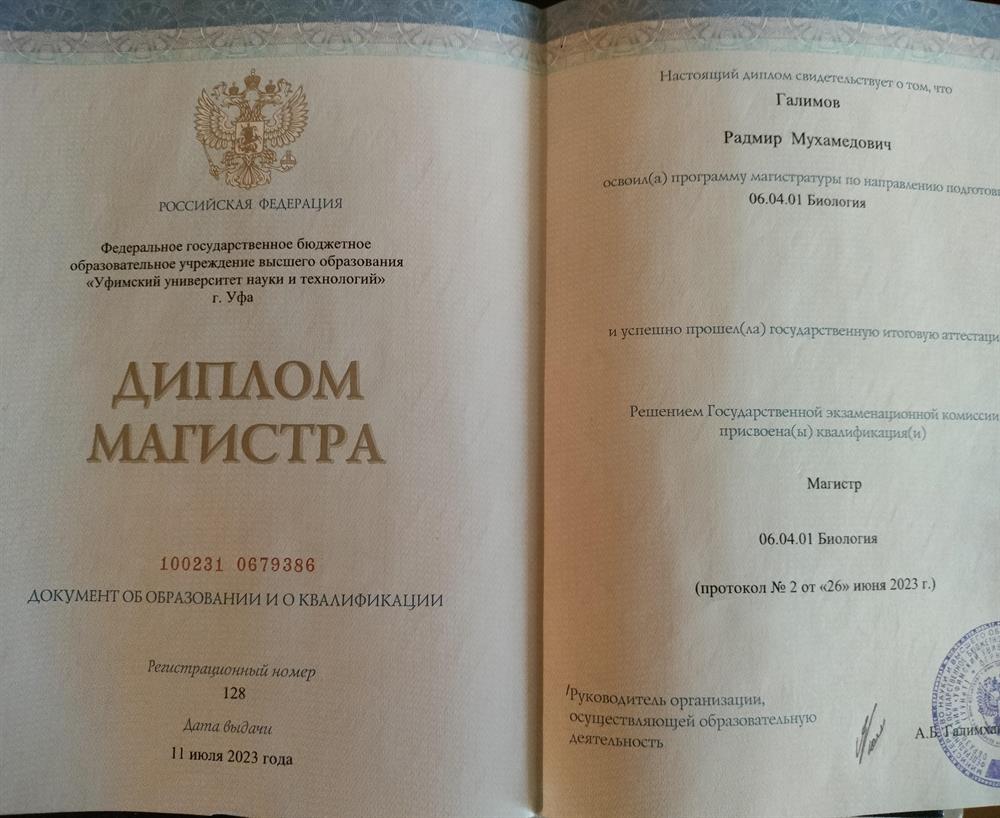 РОССИЙСКАЯ ФЕДЕРАЦИЯ
Федеральное государственное бюджетное
образовательное учреждение высшего образования
«Уфимский университет науки и технологий»
г. Уфа
ДИПЛОМ
МАГИСТРА
100231 0679386
ДОКУМЕНТ ОБ ОБРАЗОВАНИИ И О КВАЛИФИКАЦИИ
Регистрационный номер
128
Дата выдачи
11 июля 2023 года
Настоящий диплом свидетельствует о том, что
Галимов
Радмир Мухамедович
освоил(а) программу магистратуры по направлению подготов
06.04.01 Биология
и успешно прошел(ла) государственную итоговую аттестаци
Решением Государственной экзаменационной комиссии
присвоена(ы) квалификация(и)
Магистр
06.04.01 Биология
(протокол № 2 от «26» июня 2023 г.)
Руководитель организации,
осуществляющей образовательную
деятельность
А.Б. Галимха